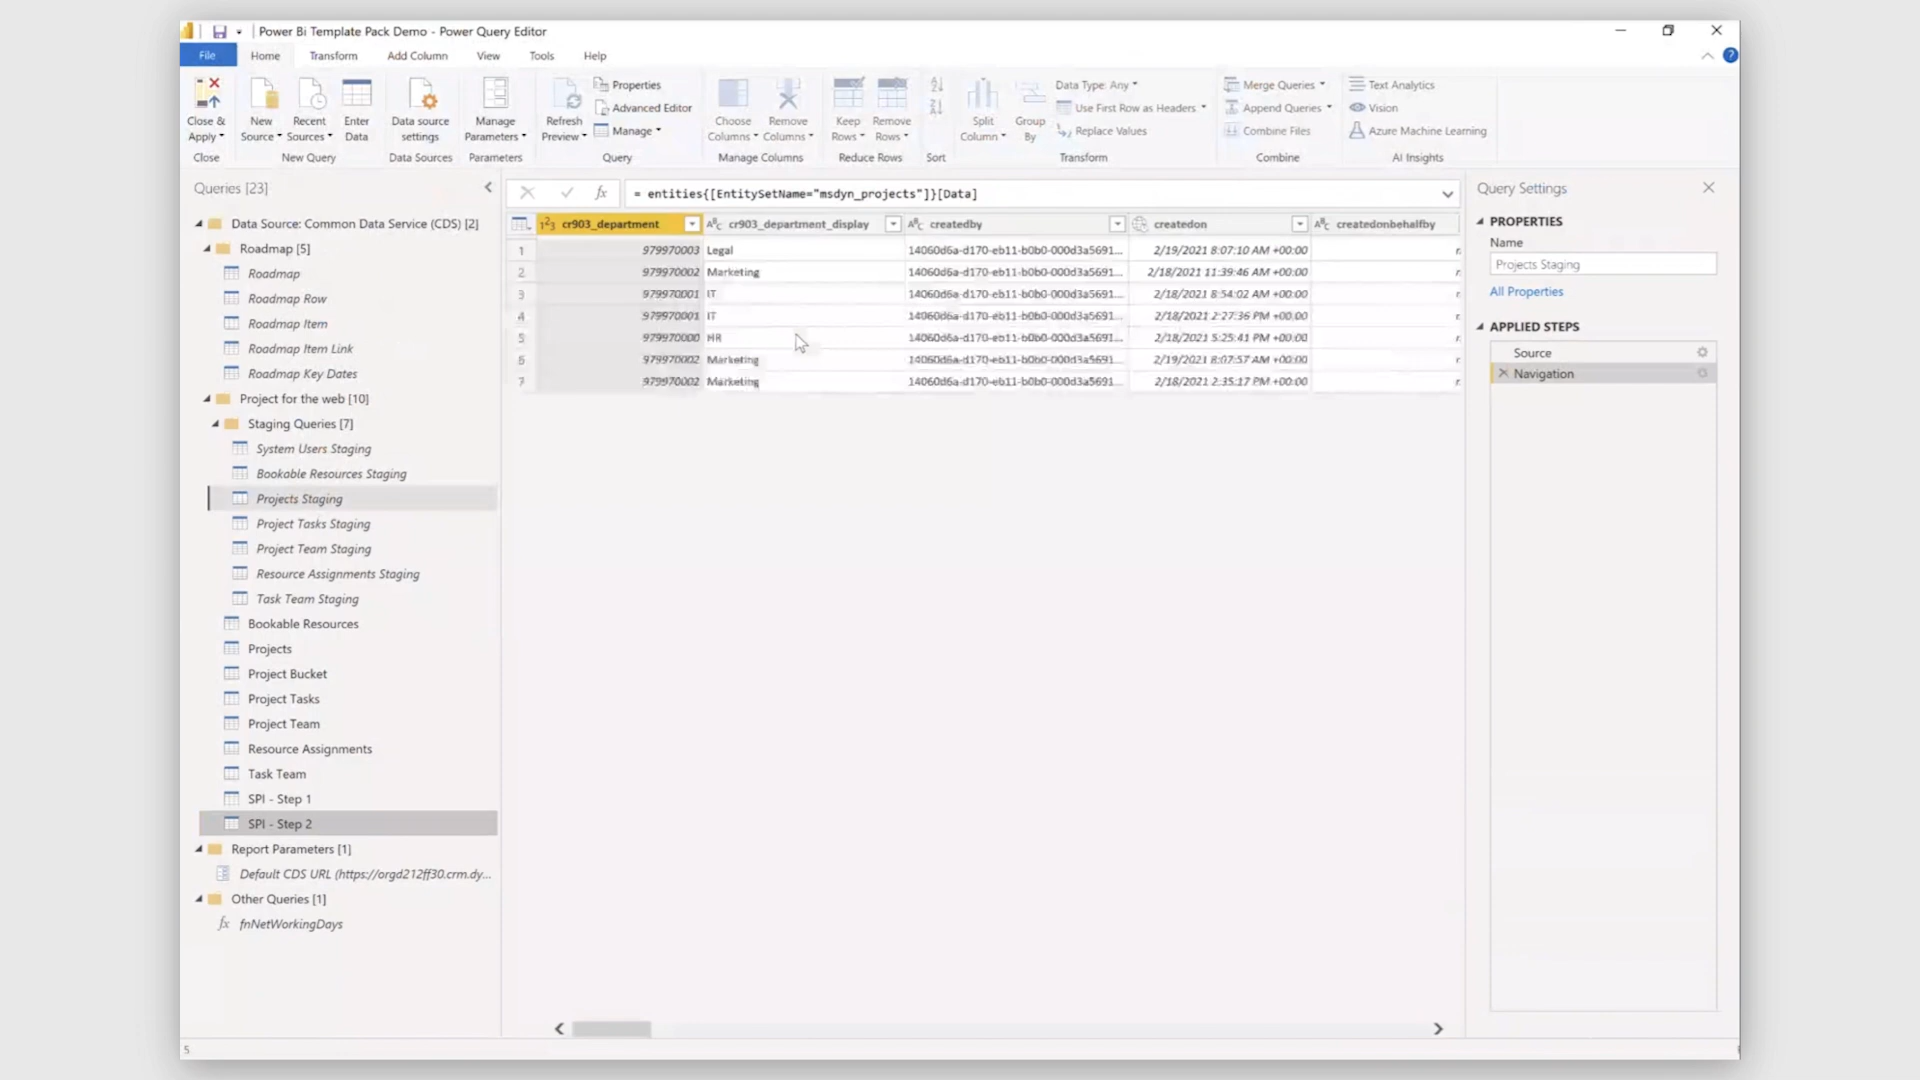 Power Bi Template Pack Demo - Power Query Editor
File Home Transform Add Column View Tools Help
Close & Apply
New Source
Recent Sources
Enter Data
Data source settings
Manage Parameters
Refresh Preview
Properties
Advanced Editor
Manage
Choose Columns
Remove Columns
Keep Rows
Remove Rows
Split Column
Group By
Data Type: Any
Use First Row as Headers
Replace Values
Merge Queries
Append Queries
Combine Files
Text Analytics
Vision
Azure Machine Learning
Close New Query Data Sources Parameters Query Manage Columns Reduce Rows Sort Transform Combine AI Insights
Queries [23]
Data Source: Common Data Service (CDS) [2]
Roadmap [5]
Roadmap
Roadmap Row
Roadmap Item
Roadmap Item Link
Roadmap Key Dates
Project for the web [10]
Staging Queries [7]
System Users Staging
Bookable Resources Staging
Projects Staging
Project Tasks Staging
Project Team Staging
Resource Assignments Staging
Task Team Staging
Bookable Resources
Projects
Project Bucket
Project Tasks
Project Team
Resource Assignments
Task Team
SPI - Step 1
SPI - Step 2
Report Parameters [1]
Default CDS URL (https://orgd212ff30.crm.dy...
Other Queries [1]
fx fnNetWorkingDays
fx = entities{[EntitySetName="msdyn_projects"]}[Data]
cr903_department cr903_department_display createdby createdon createdonbehalfby
1 979970003 Legal 14060d6a-d170-eb11-b0b0-000d3a5691... 2/19/2021 8:07:10 AM +00:00
2 979970002 Marketing 14060d6a-d170-eb11-b0b0-000d3a5691... 2/18/2021 11:39:46 AM +00:00
3 979970001 IT 14060d6a-d170-eb11-b0b0-000d3a5691... 2/18/2021 8:54:02 AM +00:00
4 979970001 IT 14060d6a-d170-eb11-b0b0-000d3a5691... 2/18/2021 2:27:36 PM +00:00
5 979970000 HR 14060d6a-d170-eb11-b0b0-000d3a5691... 2/18/2021 5:25:41 PM +00:00
6 979970002 Marketing 14060d6a-d170-eb11-b0b0-000d3a5691... 2/19/2021 8:07:57 AM +00:00
7 979970002 Marketing 14060d6a-d170-eb11-b0b0-000d3a5691... 2/18/2021 2:35:17 PM +00:00
Query Settings
PROPERTIES
Name
Projects Staging
All Properties
APPLIED STEPS
Source
Navigation
5